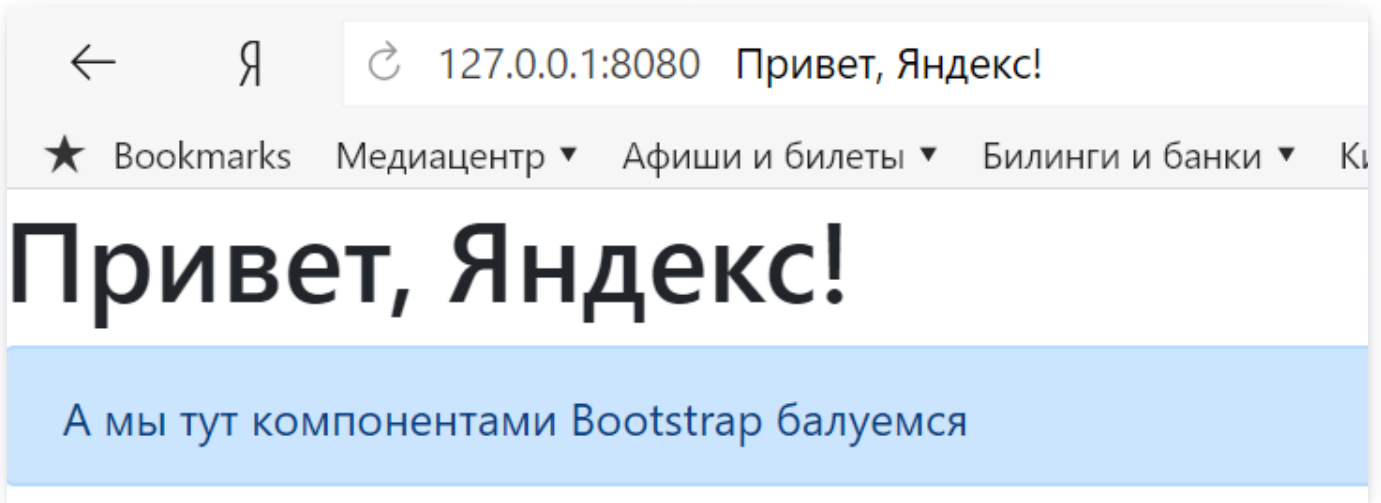 Я 127.0.0.1:8080 Привет, Яндекс!
Bookmarks Медиацентр Афиши и билеты Билинги и банки
Привет, Яндекс!
А мы тут компонентами Bootstrap балуемся